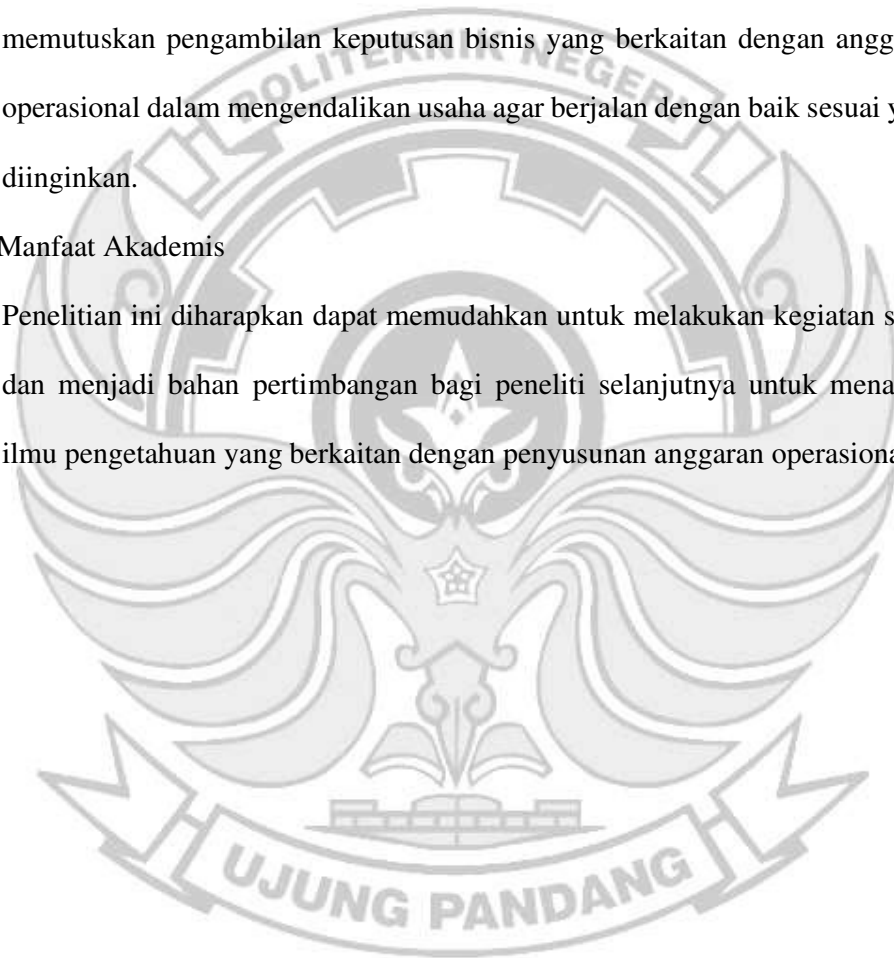 memutuskan pengambilan keputusan bisnis yang berkaitan dengan angg
operasional dalam mengendalikan usaha agar berjalan dengan baik sesuai y
diinginkan.
Manfaat Akademis
Penelitian ini diharapkan dapat memudahkan untuk melakukan kegiatan s
dan menjadi bahan pertimbangan bagi peneliti selanjutnya untuk mena
ilmu pengetahuan yang berkaitan dengan penyusunan anggaran operasiona
POLITEKNIK NEGERI
UJUNG PANDANG